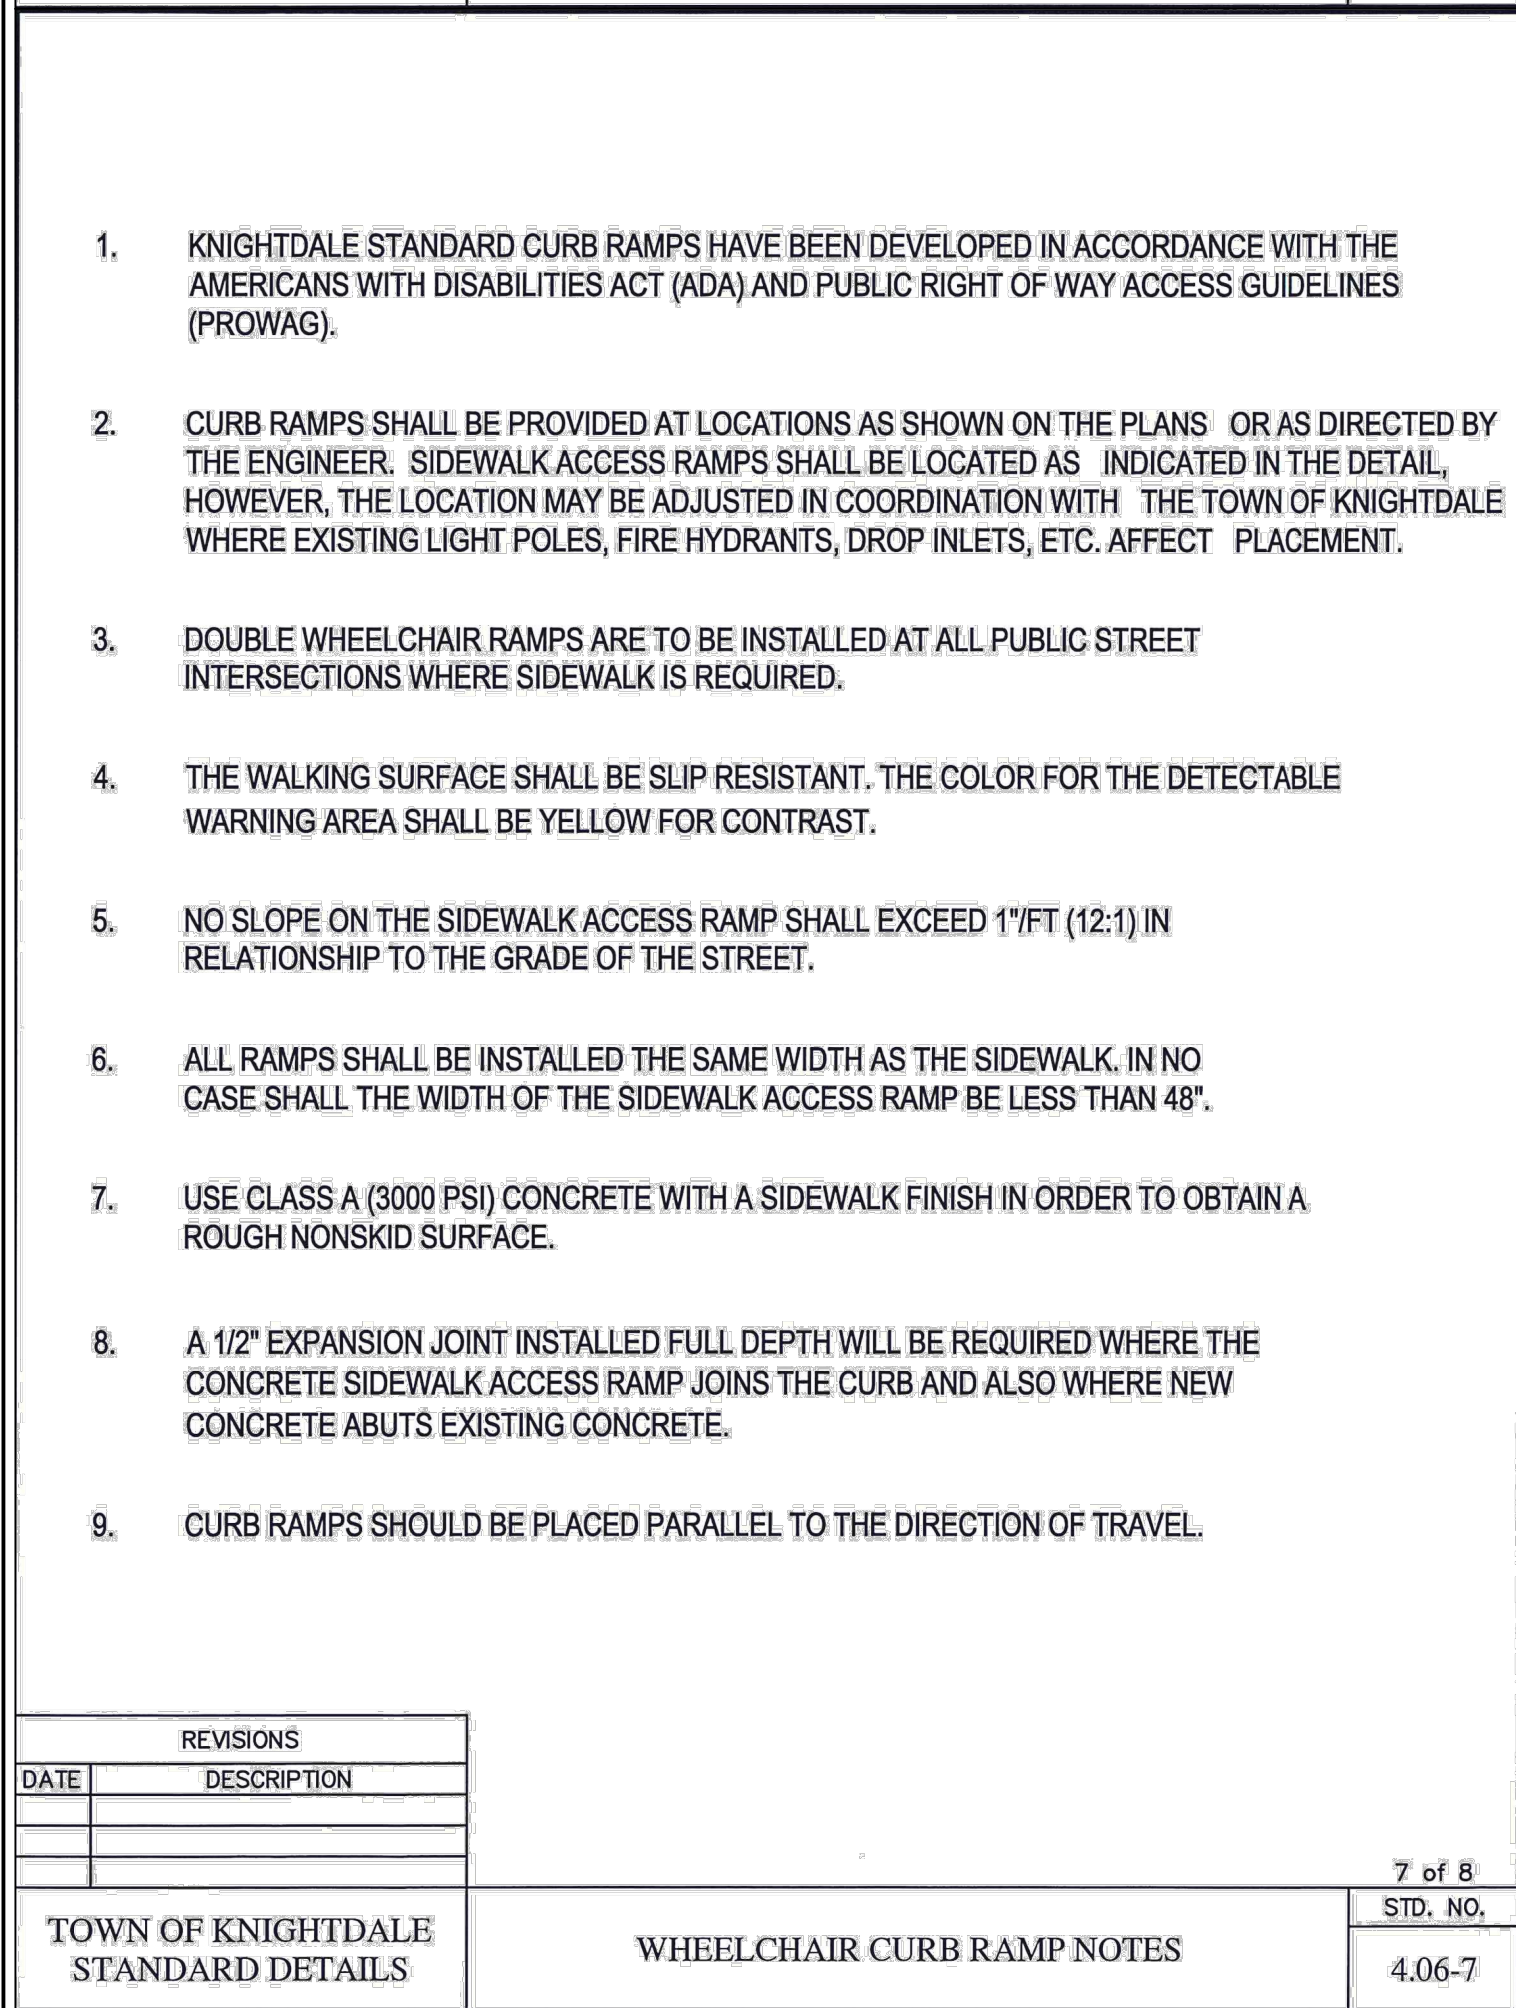 1. KNIGHTDALE STANDARD CURB RAMPS HAVE BEEN DEVELOPED IN ACCORDANCE WITH THE
AMERICANS WITH DISABILITIES ACT (ADA) AND PUBLIC RIGHT OF WAY ACCESS GUIDELINES
(PROWAG).
2. CURB RAMPS SHALL BE PROVIDED AT LOCATIONS AS SHOWN ON THE PLANS OR AS DIRECTED BY
THE ENGINEER. SIDEWALK ACCESS RAMPS SHALL BE LOCATED AS INDICATED IN THE DETAIL,
HOWEVER, THE LOCATION MAY BE ADJUSTED IN COORDINATION WITH THE TOWN OF KNIGHTDALE
WHERE EXISTING LIGHT POLES, FIRE HYDRANTS, DROP INLETS, ETC. AFFECT PLACEMENT.
3. DOUBLE WHEELCHAIR RAMPS ARE TO BE INSTALLED AT ALL PUBLIC STREET
INTERSECTIONS WHERE SIDEWALK IS REQUIRED.
4. THE WALKING SURFACE SHALL BE SLIP RESISTANT. THE COLOR FOR THE DETECTABLE
WARNING AREA SHALL BE YELLOW FOR CONTRAST.
5. NO SLOPE ON THE SIDEWALK ACCESS RAMP SHALL EXCEED 1"/FT (12:1) IN
RELATIONSHIP TO THE GRADE OF THE STREET.
6. ALL RAMPS SHALL BE INSTALLED THE SAME WIDTH AS THE SIDEWALK. IN NO
CASE SHALL THE WIDTH OF THE SIDEWALK ACCESS RAMP BE LESS THAN 48".
7. USE CLASS A (3000 PSI) CONCRETE WITH A SIDEWALK FINISH IN ORDER TO OBTAIN A
ROUGH NONSKID SURFACE.
8. A 1/2" EXPANSION JOINT INSTALLED FULL DEPTH WILL BE REQUIRED WHERE THE
CONCRETE SIDEWALK ACCESS RAMP JOINS THE CURB AND ALSO WHERE NEW
CONCRETE ABUTS EXISTING CONCRETE.
9. CURB RAMPS SHOULD BE PLACED PARALLEL TO THE DIRECTION OF TRAVEL.
REVISIONS
DATE DESCRIPTION
7 of 8
TOWN OF KNIGHTDALE
STANDARD DETAILS
WHEELCHAIR CURB RAMP NOTES
STD. NO.
4.06-7